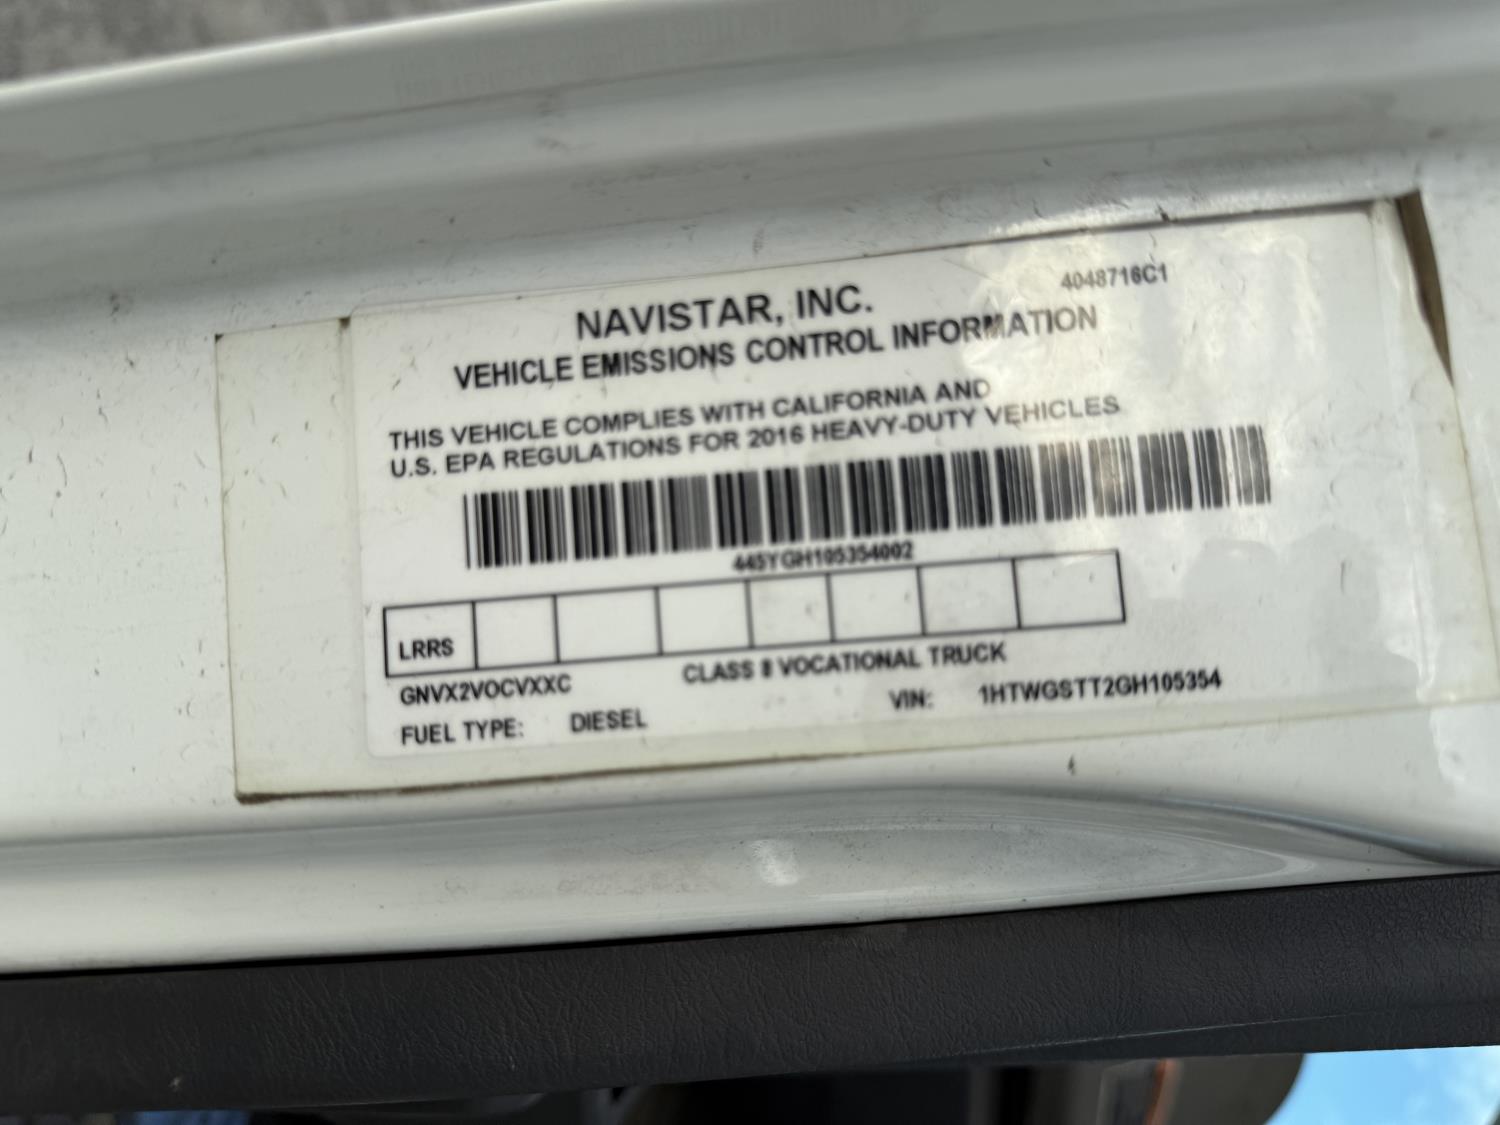 4048716C1
NAVISTAR, INC.
VEHICLE EMISSIONS CONTROL INFORMATION
THIS VEHICLE COMPLIES WITH CALIFORNIA AND
U.S. EPA REGULATIONS FOR 2016 HEAVY-DUTY VEHICLES
445YGH105354002
LRRS
GNVX2VOCVXXC CLASS 8 VOCATIONAL TRUCK
FUEL TYPE: DIESEL VIN: 1HTWGSTT2GH105354